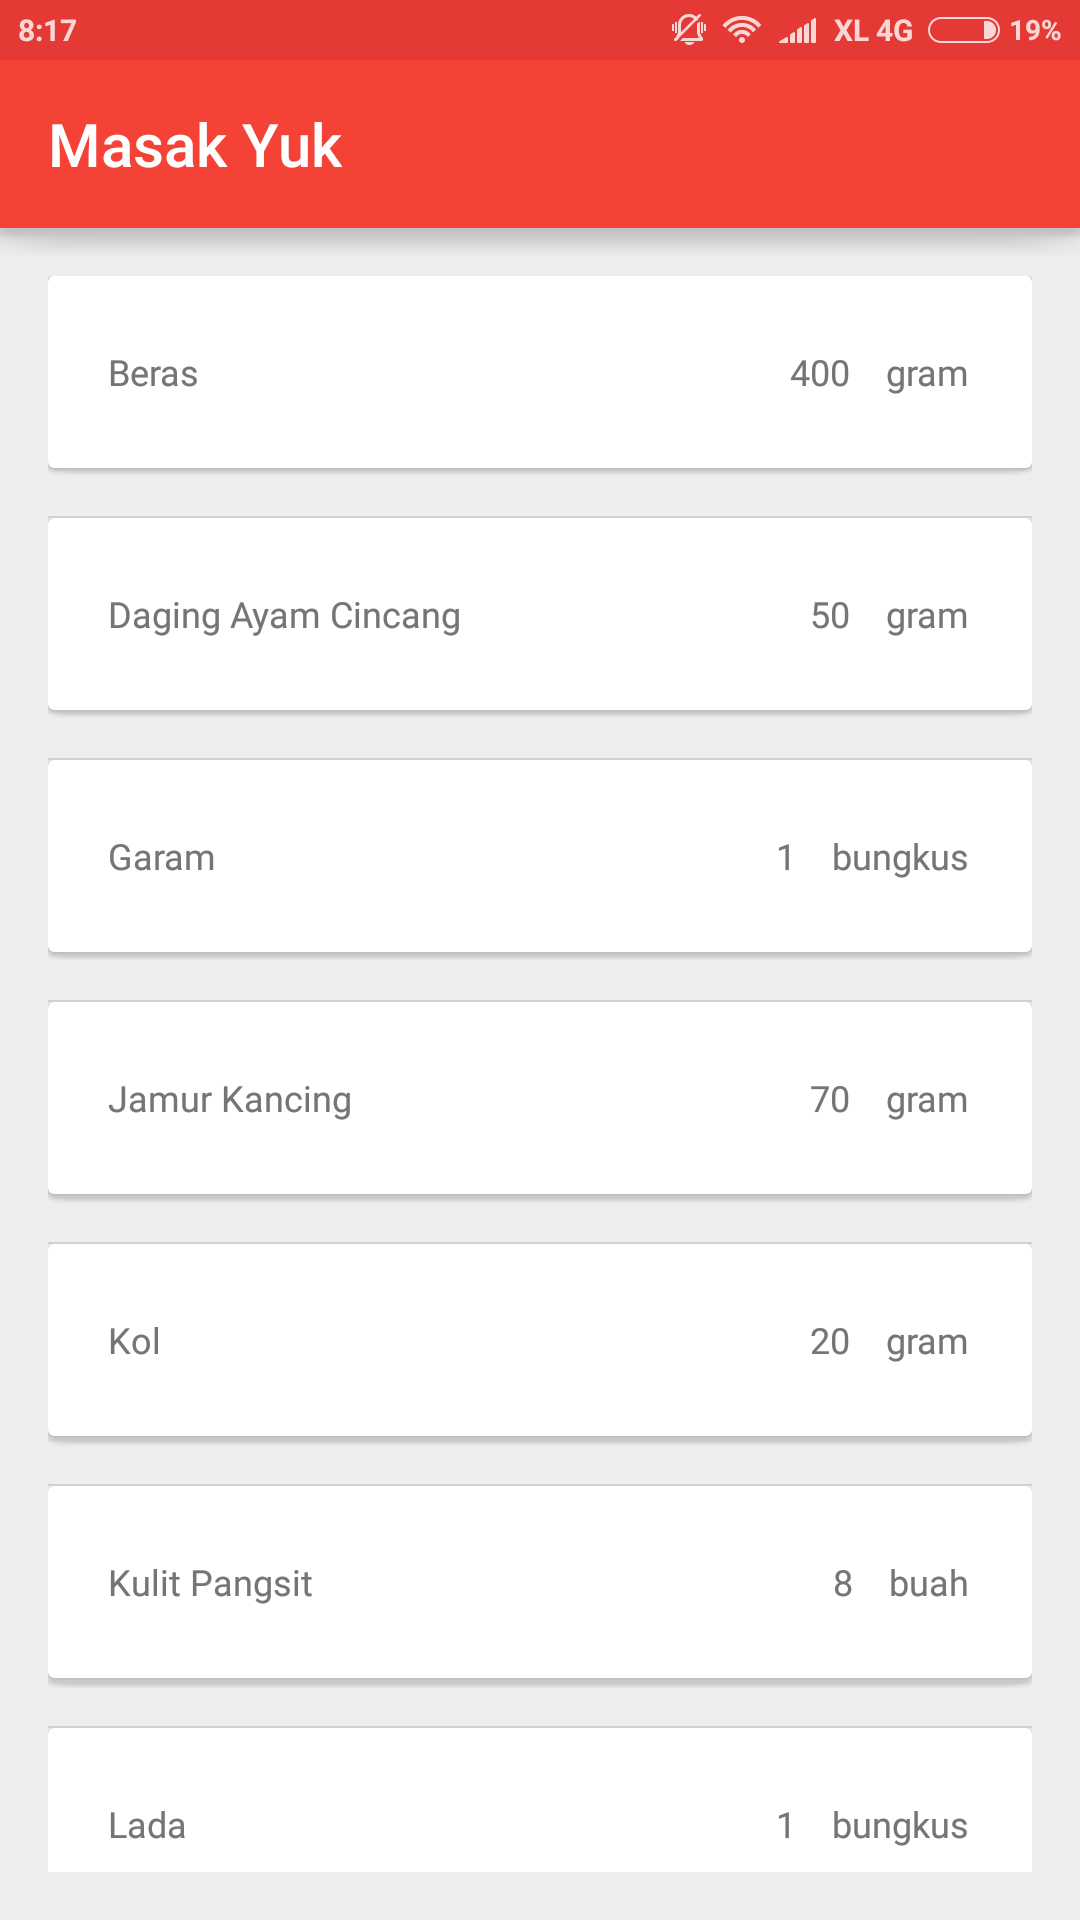 8:17 XL 4G 19%
Masak Yuk
Beras 400 gram
Daging Ayam Cincang 50 gram
Garam 1 bungkus
Jamur Kancing 70 gram
Kol 20 gram
Kulit Pangsit 8 buah
Lada 1 bungkus